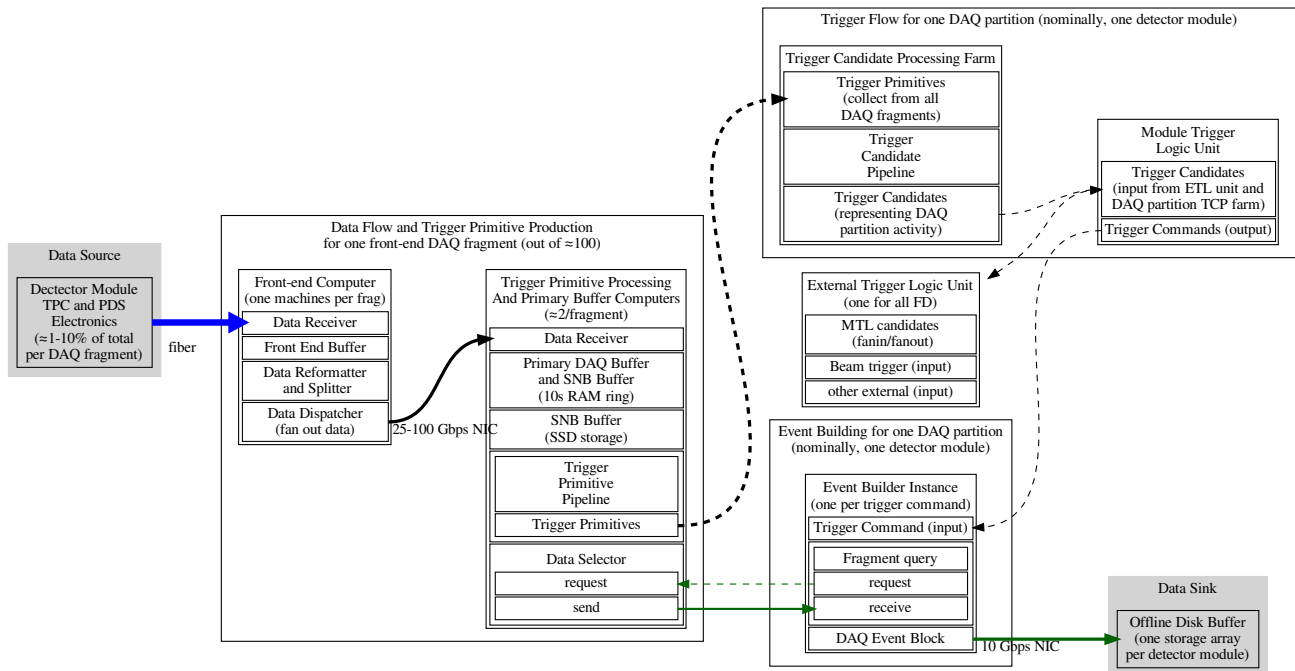 Trigger Flow for one DAQ partition (nominally, one detector module)
Trigger Candidate Processing Farm
Trigger Primitives
(collect from all
DAQ fragments)
Trigger
Candidate
Pipeline
Trigger Candidates
(representing DAQ
partition activity)
Module Trigger
Logic Unit
Trigger Candidates
(input from ETL unit and
DAQ partition TCP farm)
Trigger Commands (output)
Data Flow and Trigger Primitive Production
for one front-end DAQ fragment (out of ≈100)
Data Source
Dectector Module
TPC and PDS
Electronics
(≈1-10% of total
per DAQ fragment)
fiber
Front-end Computer
(one machines per frag)
Data Receiver
Front End Buffer
Data Reformatter
and Splitter
Data Dispatcher
(fan out data)
25-100 Gbps NIC
Trigger Primitive Processing
And Primary Buffer Computers
(≈2/fragment)
Data Receiver
Primary DAQ Buffer
and SNB Buffer
(10s RAM ring)
SNB Buffer
(SSD storage)
Trigger
Primitive
Pipeline
Trigger Primitives
Data Selector
request
send
External Trigger Logic Unit
(one for all FD)
MTL candidates
(fanin/fanout)
Beam trigger (input)
other external (input)
Event Building for one DAQ partition
(nominally, one detector module)
Event Builder Instance
(one per trigger command)
Trigger Command (input)
Fragment query
request
receive
DAQ Event Block
10 Gbps NIC
Data Sink
Offline Disk Buffer
(one storage array
per detector module)